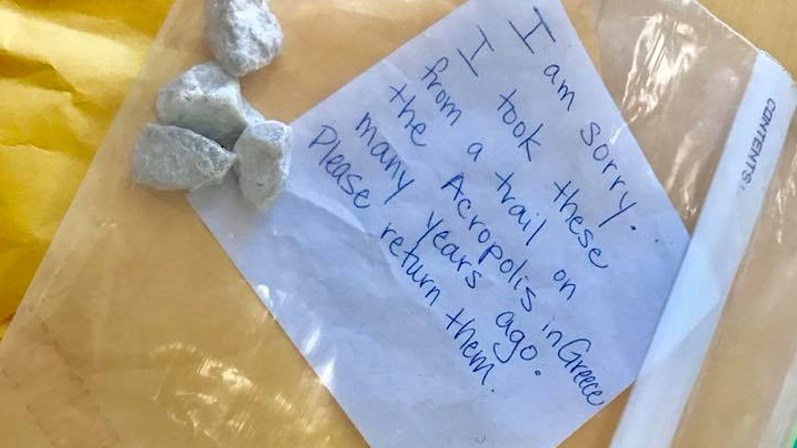 I am sorry.
I took these
from a trail on
the Acropolis in Greece
many years ago.
Please return them.
CONTENTS: